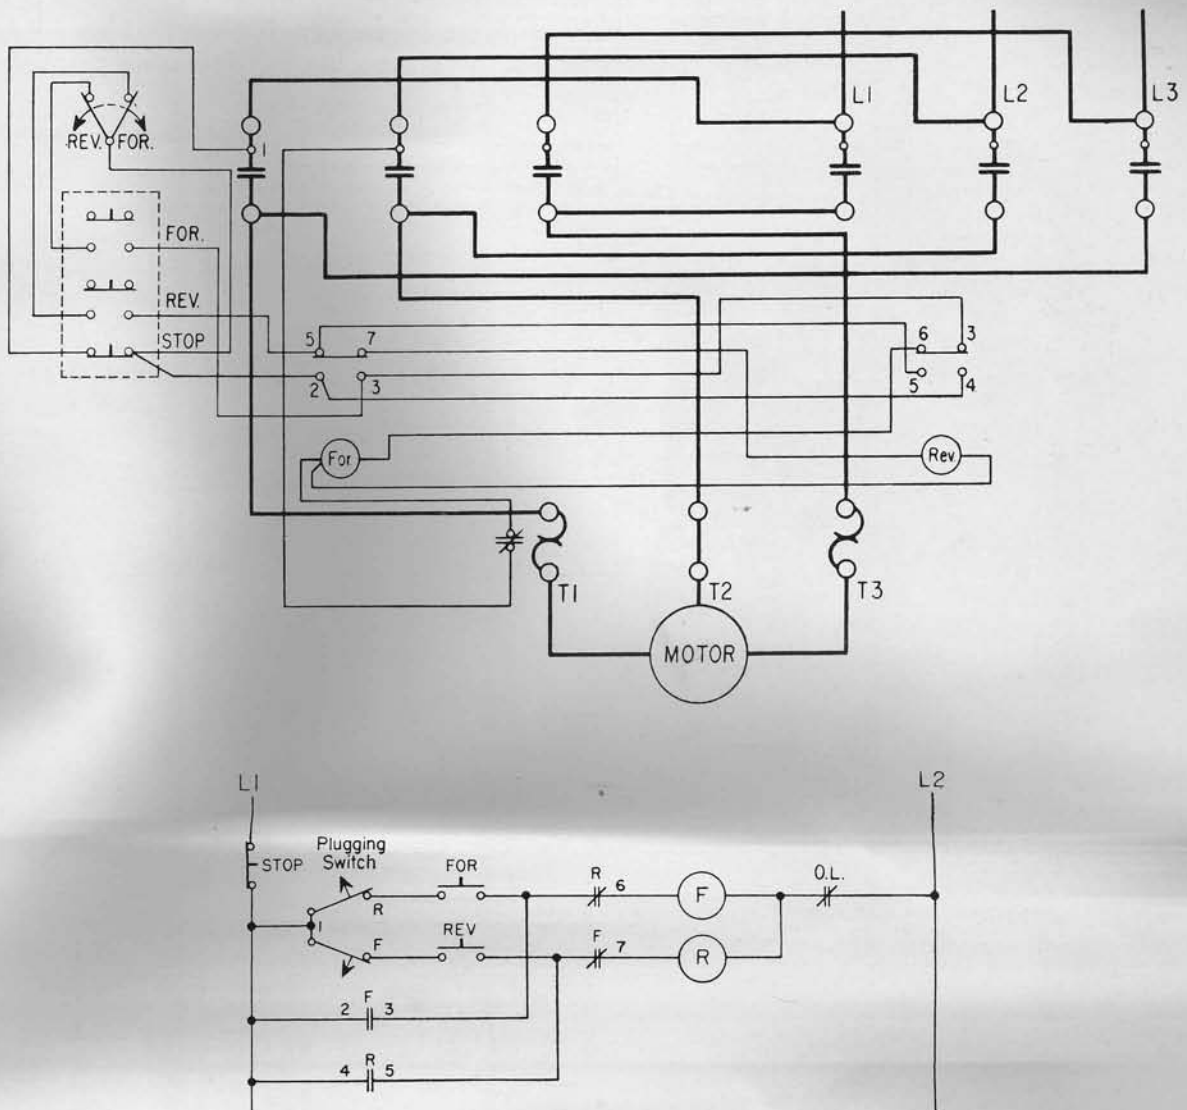 L1 L2 L3
REV. FOR.
1
FOR.
REV.
STOP
5 7
6 3
2 3
5 4
For. Rev.
T1 T2 T3
MOTOR
L1 L2
STOP
Plugging
Switch
FOR
R
R 6
F
O.L.
1
F
REV
F 7
R
F
2 3
R
4 5